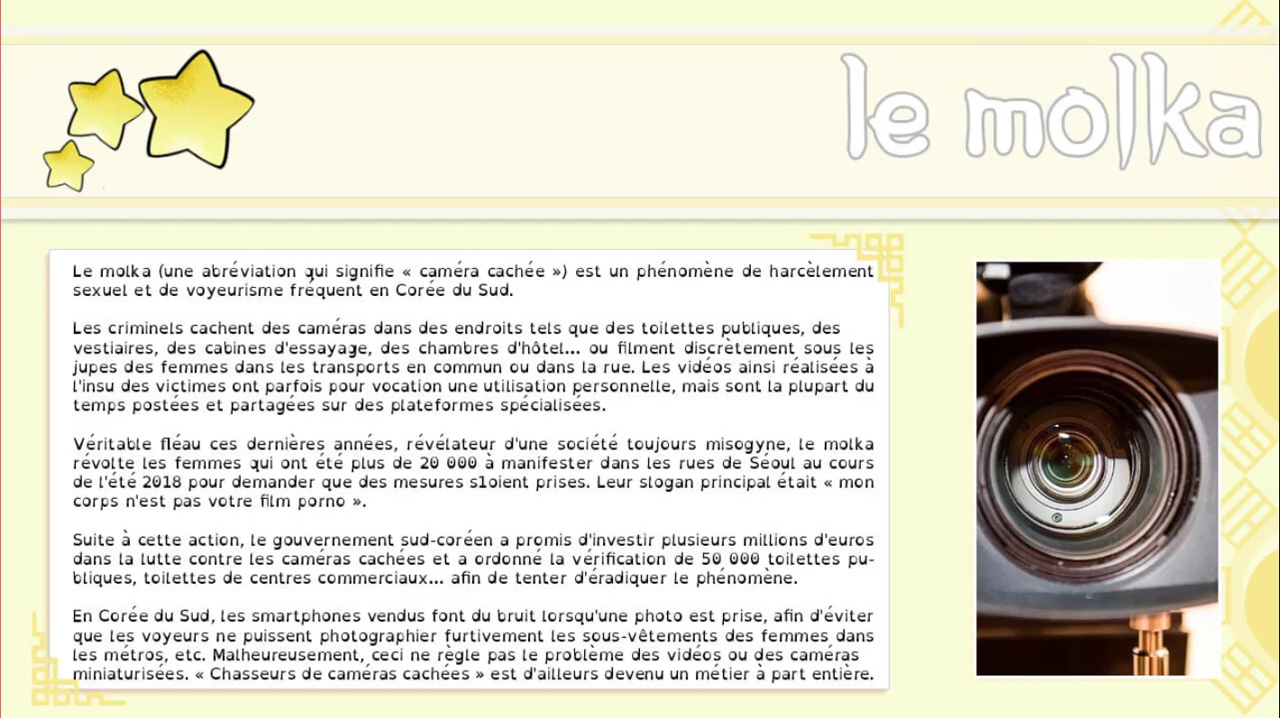 le molka
Le molka (une abréviation qui signifie « caméra cachée ») est un phénomène de harcèlement
sexuel et de voyeurisme fréquent en Corée du Sud.
Les criminels cachent des caméras dans des endroits tels que des toilettes publiques, des
vestiaires, des cabines d'essayage, des chambres d'hôtel... ou filment discrètement sous les
jupes des femmes dans les transports en commun ou dans la rue. Les vidéos ainsi réalisées à
l'insu des victimes ont parfois pour vocation une utilisation personnelle, mais sont la plupart du
temps postées et partagées sur des plateformes spécialisées.
Véritable fléau ces dernières années, révélateur d'une société toujours misogyne, le molka
révolte les femmes qui ont été plus de 20 000 à manifester dans les rues de Séoul au cours
de l'été 2018 pour demander que des mesures s1oient prises. Leur slogan principal était « mon
corps n'est pas votre film porno ».
Suite à cette action, le gouvernement sud-coréen a promis d'investir plusieurs millions d'euros
dans la lutte contre les caméras cachées et a ordonné la vérification de 50 000 toilettes pu-
bliques, toilettes de centres commerciaux... afin de tenter d'éradiquer le phénomène.
En Corée du Sud, les smartphones vendus font du bruit lorsqu'une photo est prise, afin d'éviter
que les voyeurs ne puissent photographier furtivement les sous-vêtements des femmes dans
les métros, etc. Malheureusement, ceci ne règle pas le problème des vidéos ou des caméras
miniaturisées. « Chasseurs de caméras cachées » est d'ailleurs devenu un métier à part entière.